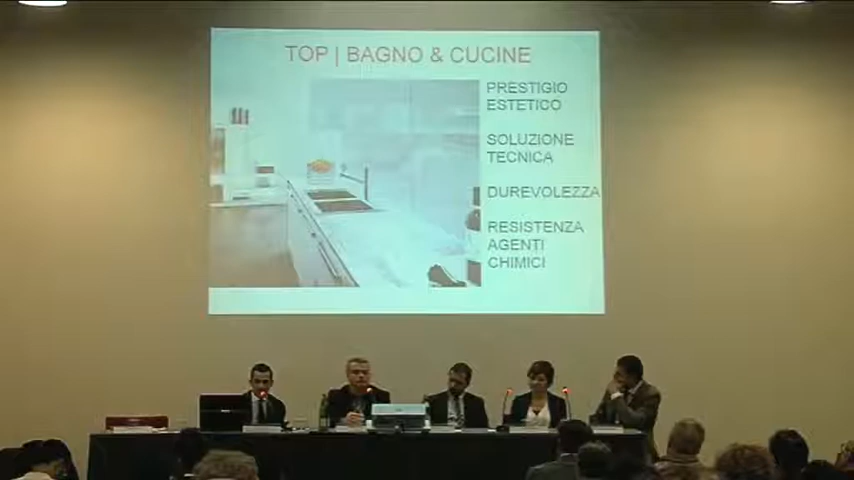 TOP | BAGNO & CUCINE
PRESTIGIO
ESTETICO
SOLUZIONE
TECNICA
DUREVOLEZZA
RESISTENZA
AGENTI
CHIMICI